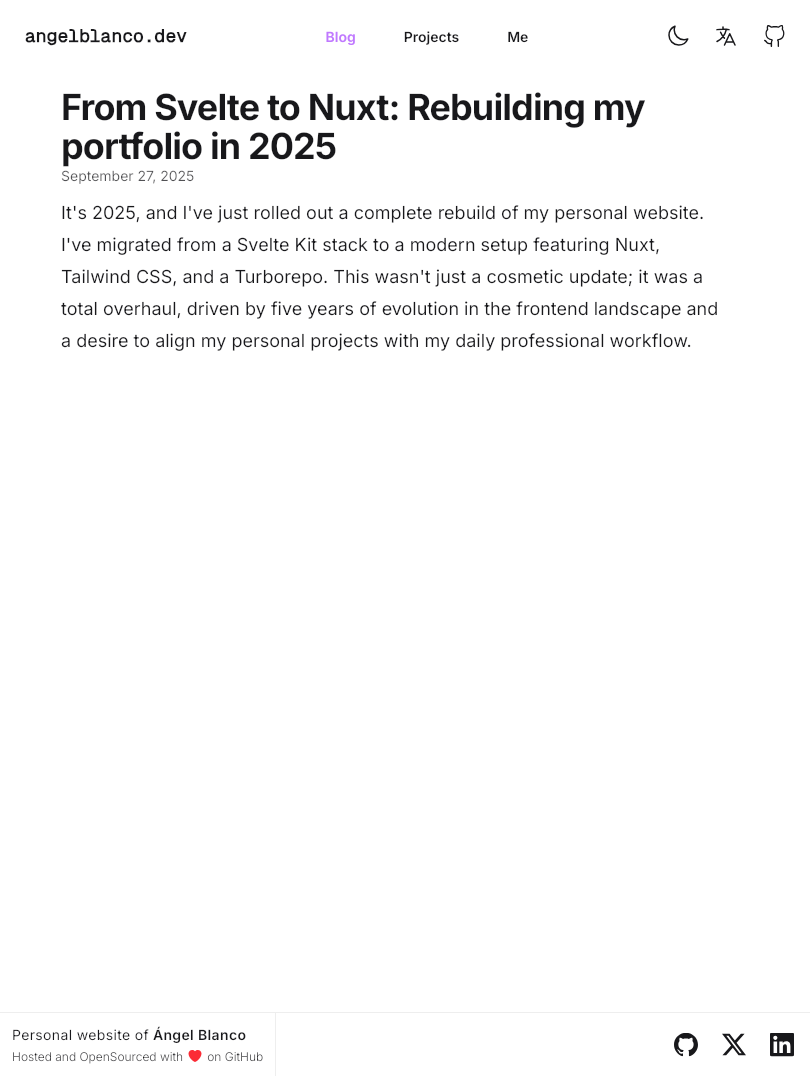 angelblanco.dev
Blog
Projects
Me
From Svelte to Nuxt: Rebuilding my
portfolio in 2025
September 27, 2025
It's 2025, and I've just rolled out a complete rebuild of my personal website.
I've migrated from a Svelte Kit stack to a modern setup featuring Nuxt,
Tailwind CSS, and a Turborepo. This wasn't just a cosmetic update; it was a
total overhaul, driven by five years of evolution in the frontend landscape and
a desire to align my personal projects with my daily professional workflow.
Personal website of Ángel Blanco
Hosted and OpenSourced with ❤️ on GitHub